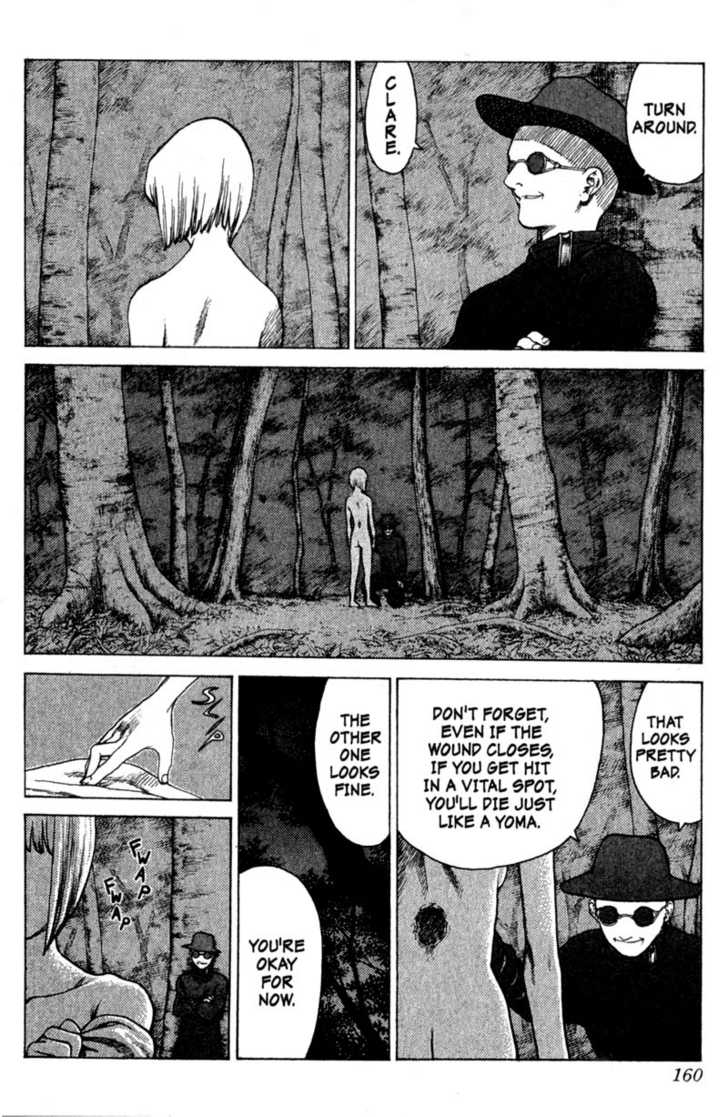 TURN
AROUND.
CLARE.
THAT
LOOKS
PRETTY
BAD.
DON'T FORGET,
EVEN IF THE
WOUND CLOSES,
IF YOU GET HIT
IN A VITAL SPOT,
YOU'LL DIE JUST
LIKE A YOMA.
THE
OTHER
ONE
LOOKS
FINE.
YOU'RE
OKAY
FOR
NOW.
FWAP
FWAP
160